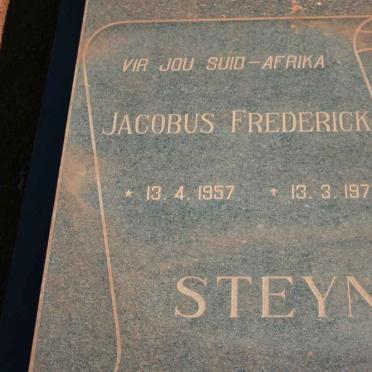 VIR JOU SUID-AFRIKA
JACOBUS FREDERICK
* 13. 4. 1957 † 13. 3. 197
STEYN